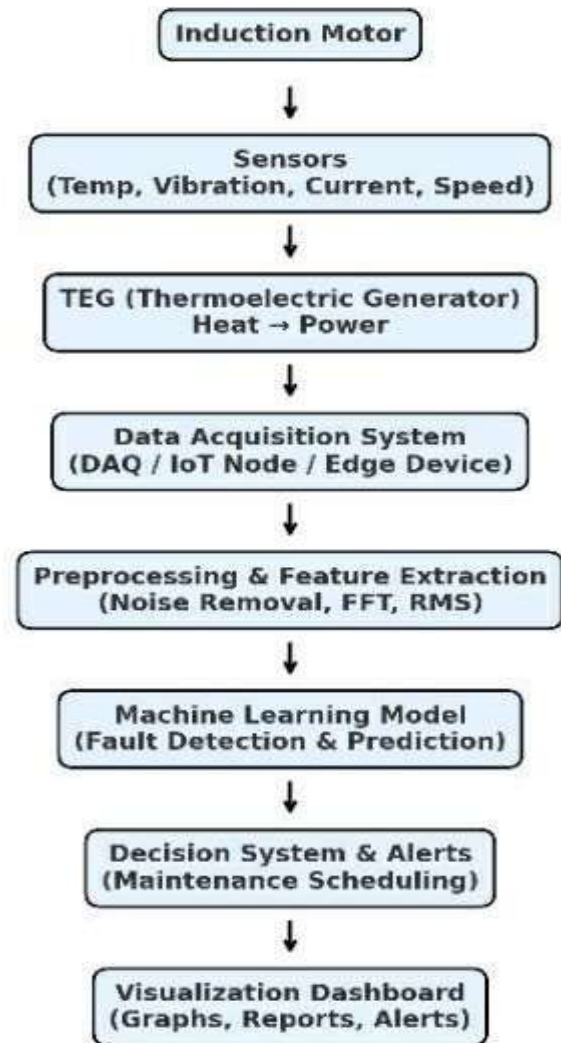 Induction Motor
Sensors
(Temp, Vibration, Current, Speed)
TEG (Thermoelectric Generator)
Heat → Power
Data Acquisition System
(DAQ / IoT Node / Edge Device)
Preprocessing & Feature Extraction
(Noise Removal, FFT, RMS)
Machine Learning Model
(Fault Detection & Prediction)
Decision System & Alerts
(Maintenance Scheduling)
Visualization Dashboard
(Graphs, Reports, Alerts)